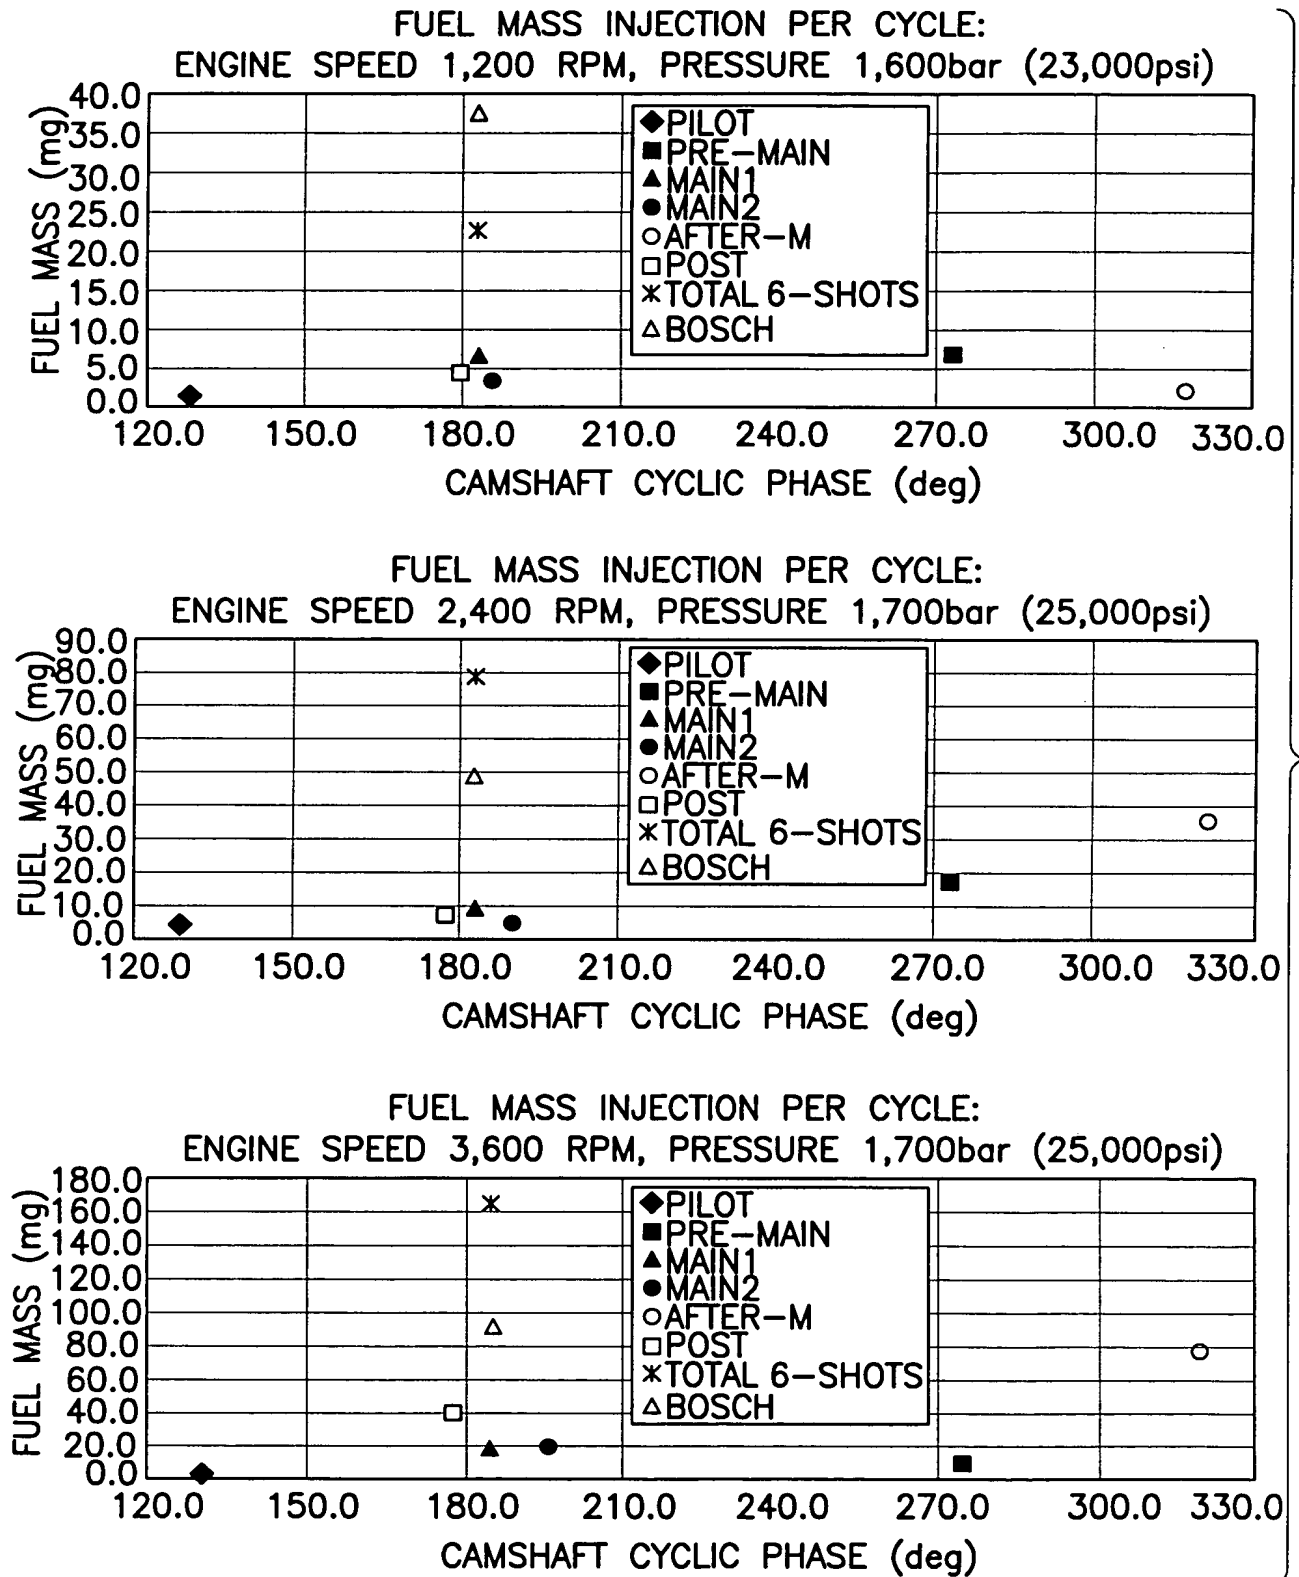 FUEL MASS INJECTION PER CYCLE:
ENGINE SPEED 1,200 RPM, PRESSURE 1,600bar (23,000psi)
FUEL MASS (mg)
40.0
35.0
30.0
25.0
20.0
15.0
10.0
5.0
0.0
PILOT
PRE-MAIN
MAIN1
MAIN2
AFTER-M
POST
TOTAL 6-SHOTS
BOSCH
120.0 150.0 180.0 210.0 240.0 270.0 300.0 330.0
CAMSHAFT CYCLIC PHASE (deg)
FUEL MASS INJECTION PER CYCLE:
ENGINE SPEED 2,400 RPM, PRESSURE 1,700bar (25,000psi)
FUEL MASS (mg)
90.0
80.0
70.0
60.0
50.0
40.0
30.0
20.0
10.0
0.0
PILOT
PRE-MAIN
MAIN1
MAIN2
AFTER-M
POST
TOTAL 6-SHOTS
BOSCH
120.0 150.0 180.0 210.0 240.0 270.0 300.0 330.0
CAMSHAFT CYCLIC PHASE (deg)
FUEL MASS INJECTION PER CYCLE:
ENGINE SPEED 3,600 RPM, PRESSURE 1,700bar (25,000psi)
FUEL MASS (mg)
180.0
160.0
140.0
120.0
100.0
80.0
60.0
40.0
20.0
0.0
PILOT
PRE-MAIN
MAIN1
MAIN2
AFTER-M
POST
TOTAL 6-SHOTS
BOSCH
120.0 150.0 180.0 210.0 240.0 270.0 300.0 330.0
CAMSHAFT CYCLIC PHASE (deg)